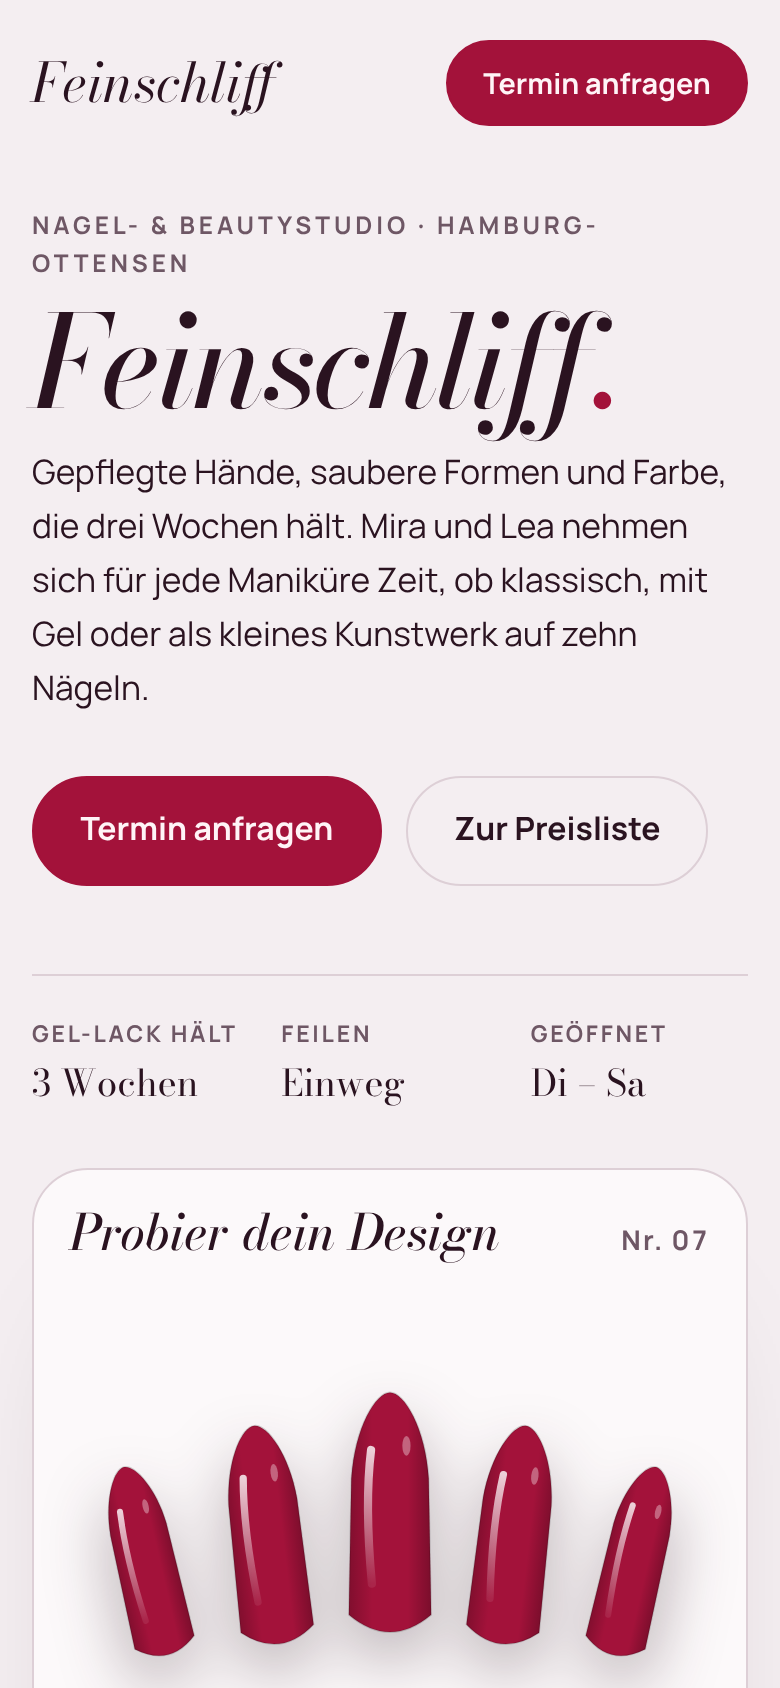 Feinschliff
Termin anfragen
NAGEL- & BEAUTYSTUDIO · HAMBURG-
OTTENSEN
Feinschliff.
Gepflegte Hände, saubere Formen und Farbe,
die drei Wochen hält. Mira und Lea nehmen
sich für jede Maniküre Zeit, ob klassisch, mit
Gel oder als kleines Kunstwerk auf zehn
Nägeln.
Termin anfragen
Zur Preisliste
GEL-LACK HÄLT
3 Wochen
FEILEN
Einweg
GEÖFFNET
Di – Sa
Probier dein Design
Nr. 07